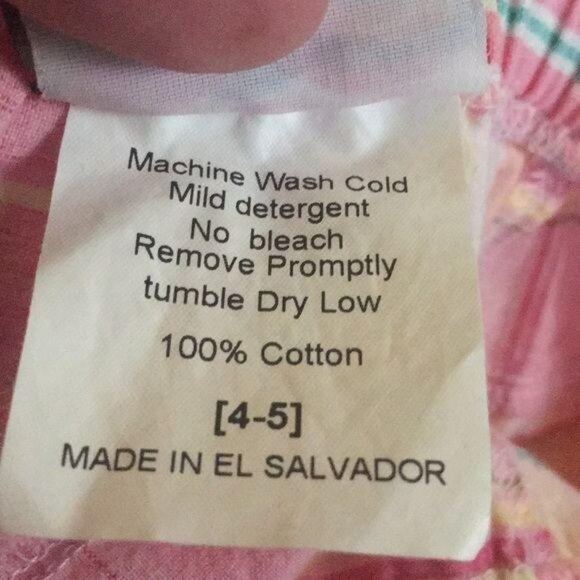 Machine Wash Cold
Mild detergent
No bleach
Remove Promptly
tumble Dry Low
100% Cotton
[4-5]
MADE IN EL SALVADOR